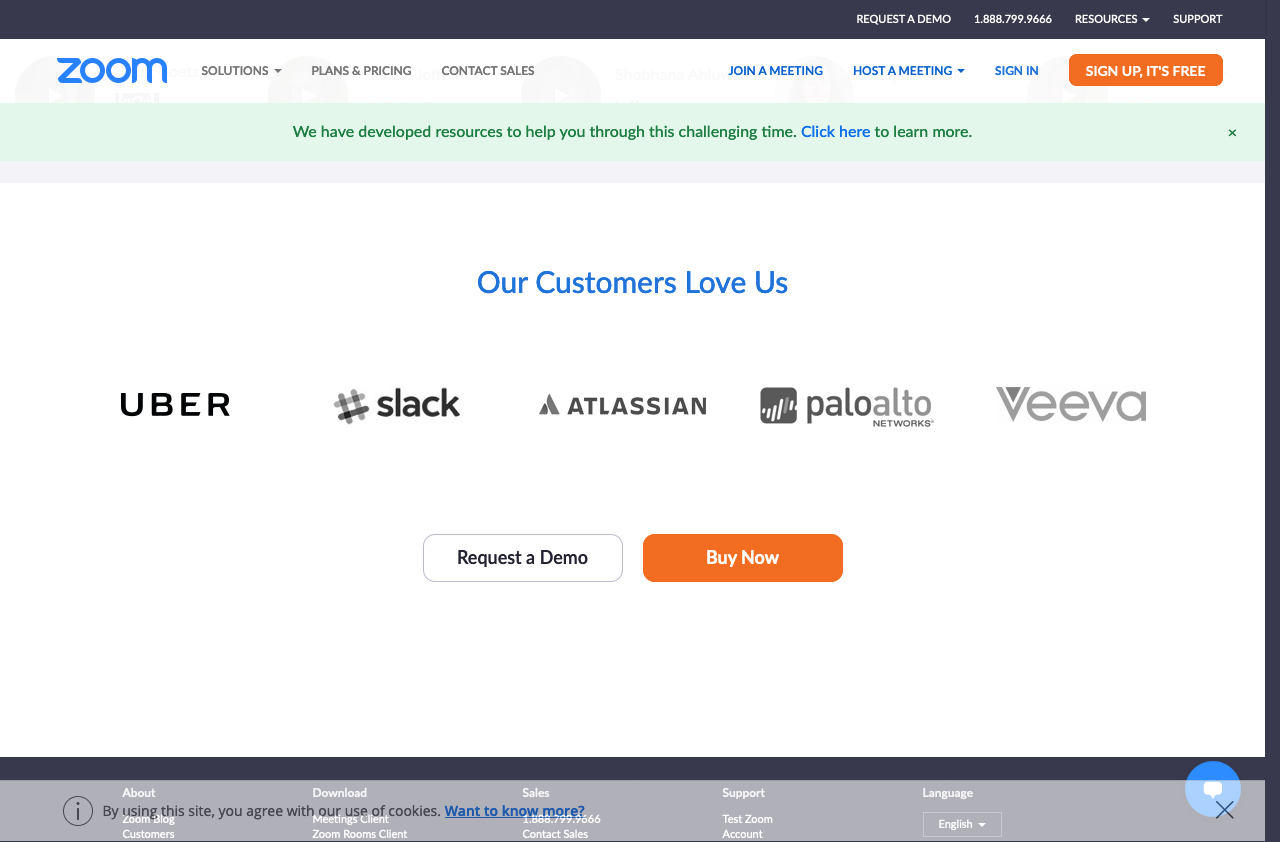 REQUEST A DEMO 1.888.799.9666 RESOURCES SUPPORT
zoom SOLUTIONS PLANS & PRICING CONTACT SALES JOIN A MEETING HOST A MEETING SIGN IN SIGN UP, IT'S FREE
We have developed resources to help you through this challenging time. Click here to learn more. ×
Our Customers Love Us
UBER slack ATLASSIAN paloalto NETWORKS® Veeva
Request a Demo Buy Now
About Download Sales Support Language
By using this site, you agree with our use of cookies. Want to know more?
Zoom Blog Meetings Client 1.888.799.9666 Test Zoom English
Customers Zoom Rooms Client Contact Sales Account